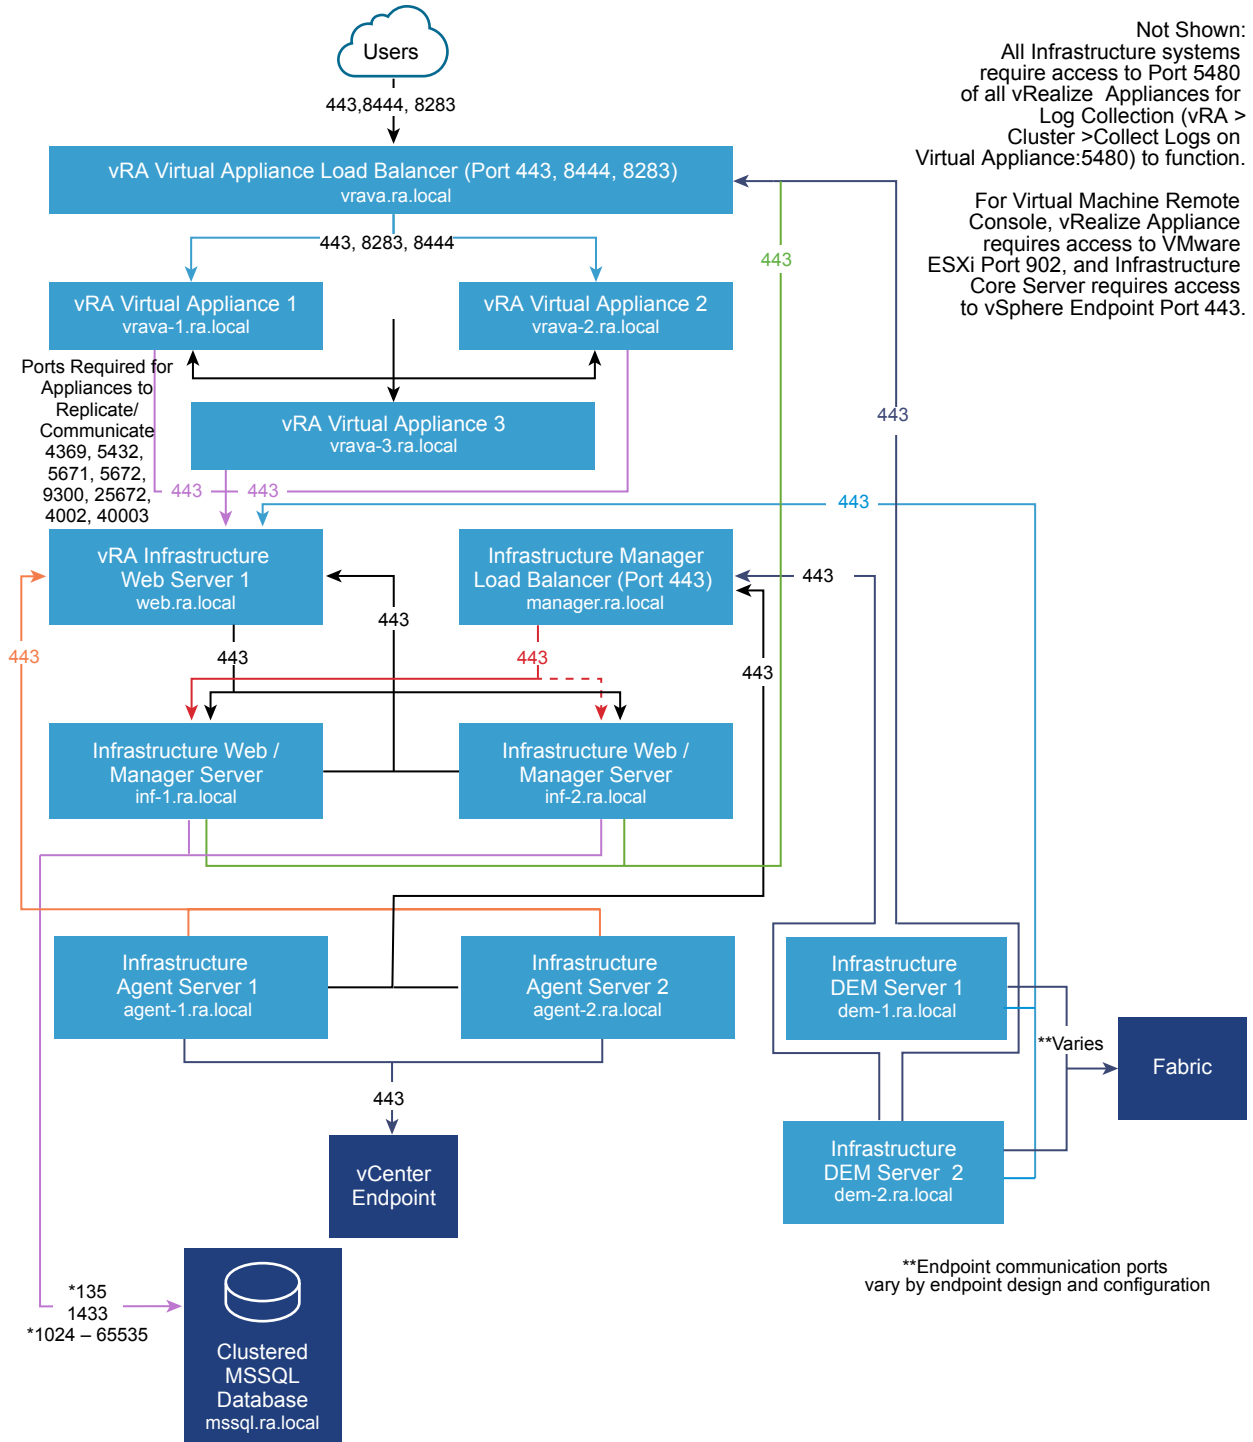 Users
443,8444, 8283
Not Shown:
All Infrastructure systems
require access to Port 5480
of all vRealize Appliances for
Log Collection (vRA >
Cluster >Collect Logs on
Virtual Appliance:5480) to function.
For Virtual Machine Remote
Console, vRealize Appliance
requires access to VMware
ESXi Port 902, and Infrastructure
Core Server requires access
to vSphere Endpoint Port 443.
vRA Virtual Appliance Load Balancer (Port 443, 8444, 8283)
vrava.ra.local
443, 8283, 8444
443
vRA Virtual Appliance 1
vrava-1.ra.local
vRA Virtual Appliance 2
vrava-2.ra.local
Ports Required for
Appliances to
Replicate/
Communicate
4369, 5432,
5671, 5672,
9300, 25672,
4002, 40003
vRA Virtual Appliance 3
vrava-3.ra.local
443
443
443
443
vRA Infrastructure
Web Server 1
web.ra.local
Infrastructure Manager
Load Balancer (Port 443)
manager.ra.local
443
443
443
443
443
443
Infrastructure Web /
Manager Server
inf-1.ra.local
Infrastructure Web /
Manager Server
inf-2.ra.local
Infrastructure
Agent Server 1
agent-1.ra.local
Infrastructure
Agent Server 2
agent-2.ra.local
Infrastructure
DEM Server 1
dem-1.ra.local
**Varies
Fabric
443
vCenter
Endpoint
Infrastructure
DEM Server 2
dem-2.ra.local
**Endpoint communication ports
vary by endpoint design and configuration
*135
1433
*1024 – 65535
Clustered
MSSQL
Database
mssql.ra.local